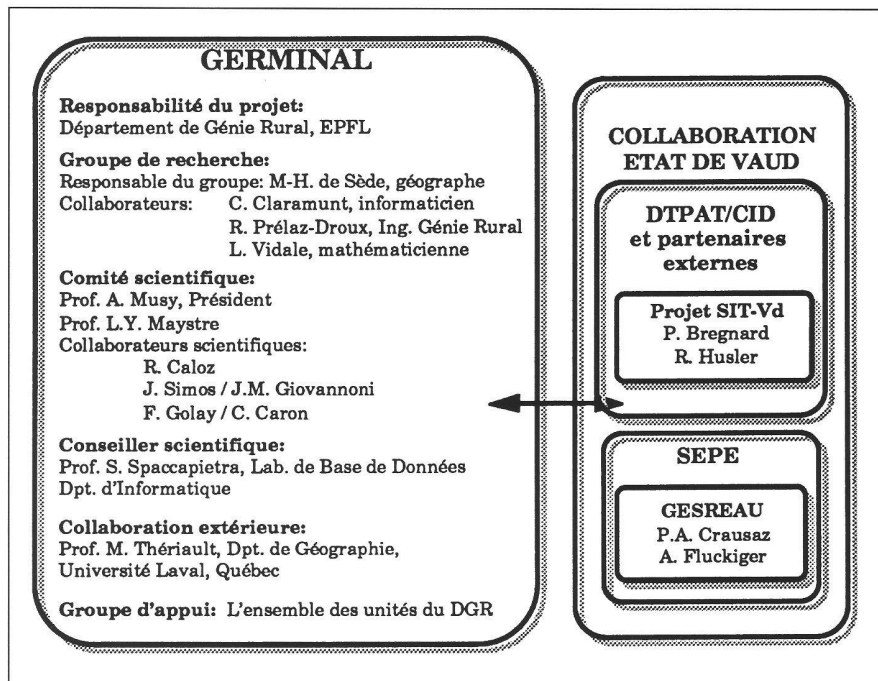 GERMINAL
Responsabilité du projet:
Département de Génie Rural, EPFL
Groupe de recherche:
Responsable du groupe: M-H. de Sède, géographe
Collaborateurs: C. Claramunt, informaticien
R. Prélaz-Droux, Ing. Génie Rural
L. Vidale, mathématicienne
Comité scientifique:
Prof. A. Musy, Président
Prof. L.Y. Maystre
Collaborateurs scientifiques:
R. Caloz
J. Simos / J.M. Giovannoni
F. Golay / C. Caron
Conseiller scientifique:
Prof. S. Spaccapietra, Lab. de Base de Données
Dpt. d'Informatique
Collaboration extérieure:
Prof. M. Thériault, Dpt. de Géographie,
Université Laval, Québec
Groupe d'appui: L'ensemble des unités du DGR
COLLABORATION
ETAT DE VAUD
DTPAT/CID
et partenaires
externes
Projet SIT-Vd
P. Bregnard
R. Husler
SEPE
GESREAU
P.A. Crausaz
A. Fluckiger